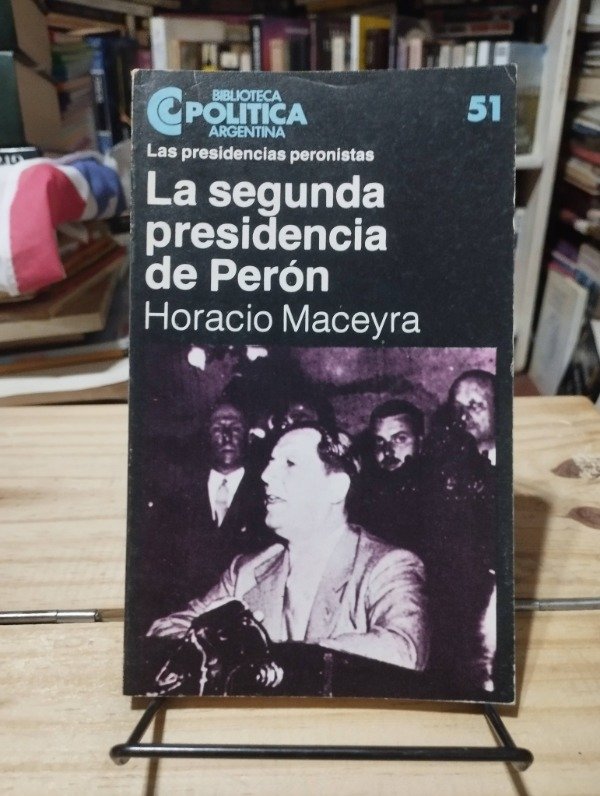 BIBLIOTECA
POLITICA
ARGENTINA
51
Las presidencias peronistas
La segunda
presidencia
de Perón
Horacio Maceyra